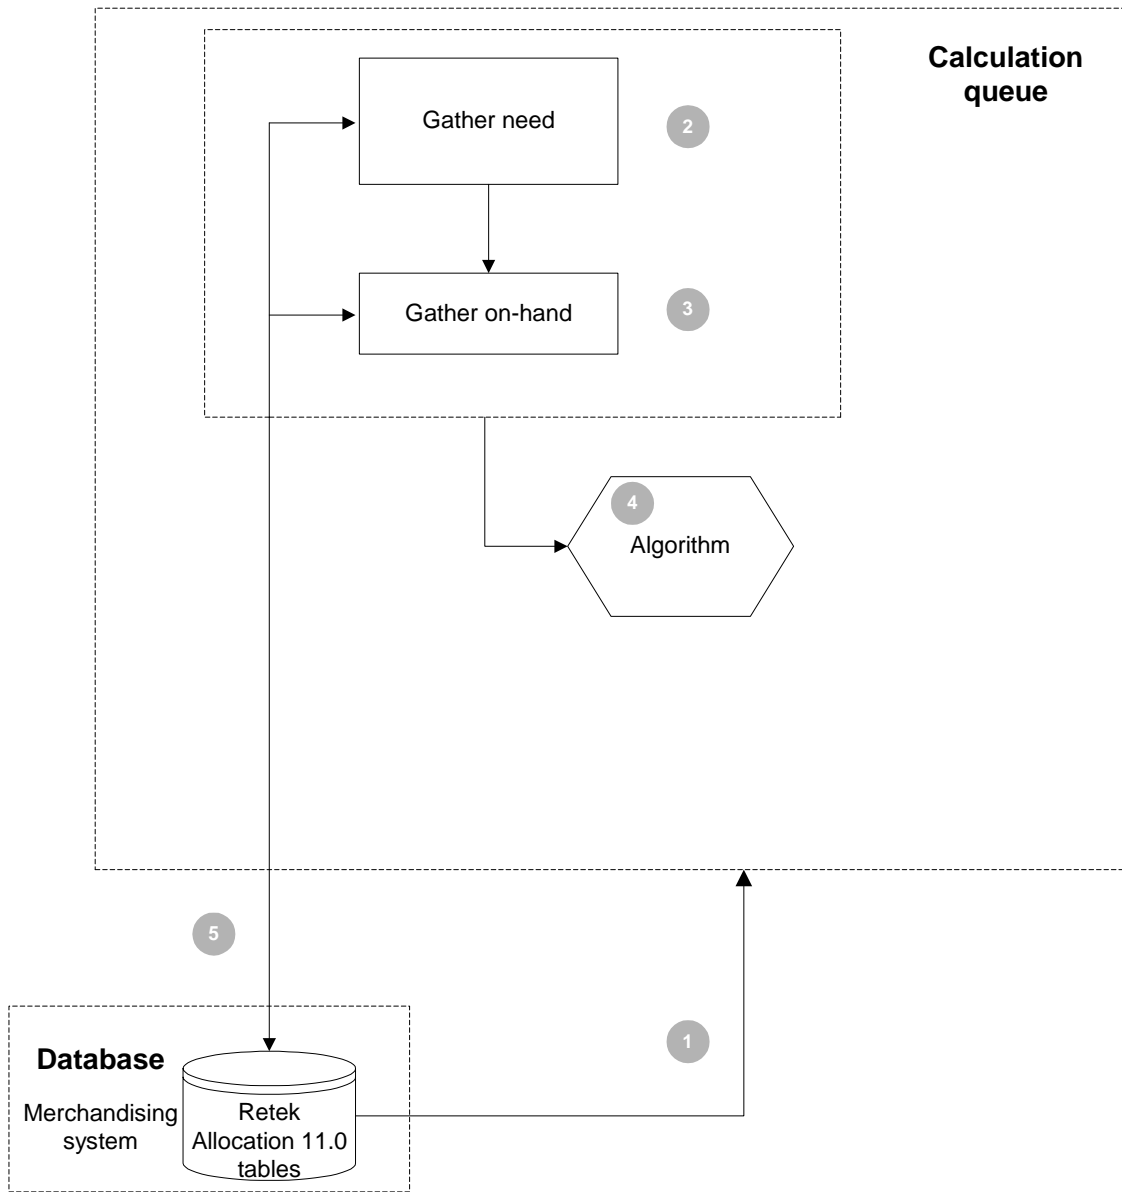 Calculation
queue
Gather need
2
Gather on-hand
3
4
Algorithm
5
1
Database
Merchandising
system
Retek
Allocation 11.0
tables